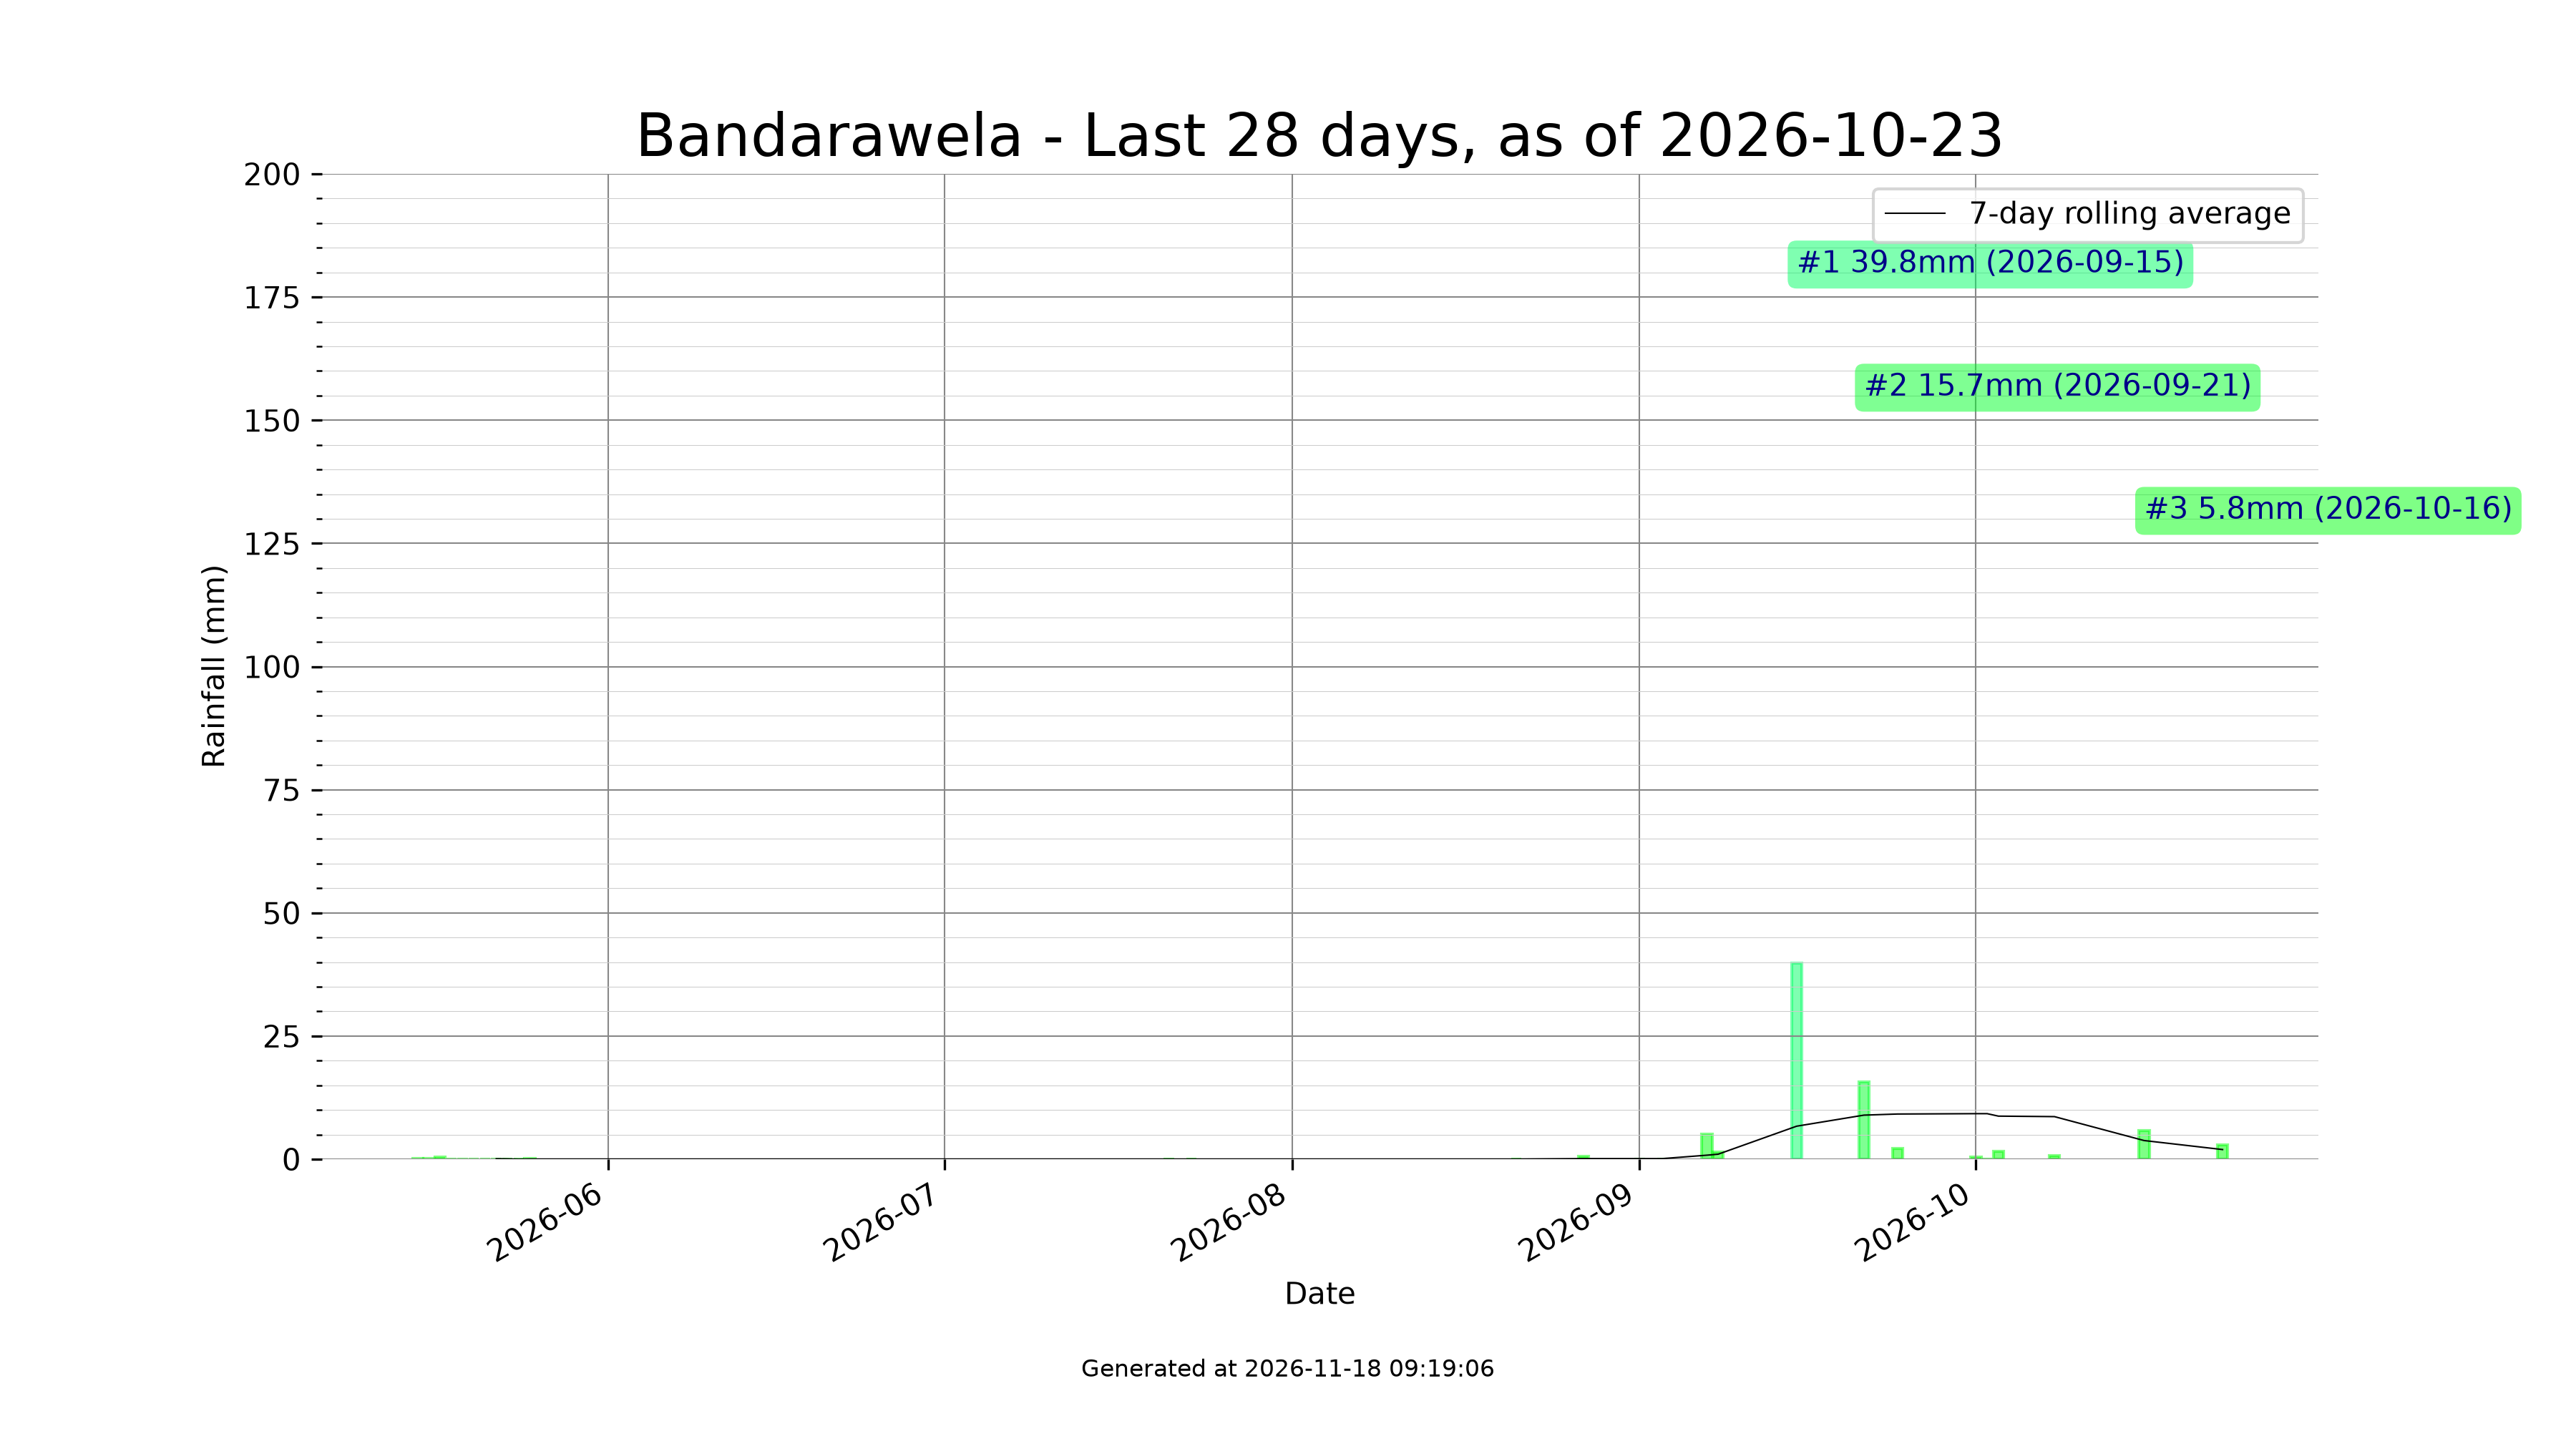 Bandarawela - Last 28 days, as of 2026-10-23
200
175
150
125
100
75
50
25
0
Rainfall (mm)
7-day rolling average
#1 39.8mm (2026-09-15)
#2 15.7mm (2026-09-21)
#3 5.8mm (2026-10-16)
2026-06
2026-07
2026-08
2026-09
2026-10
Date
Generated at 2026-11-18 09:19:06